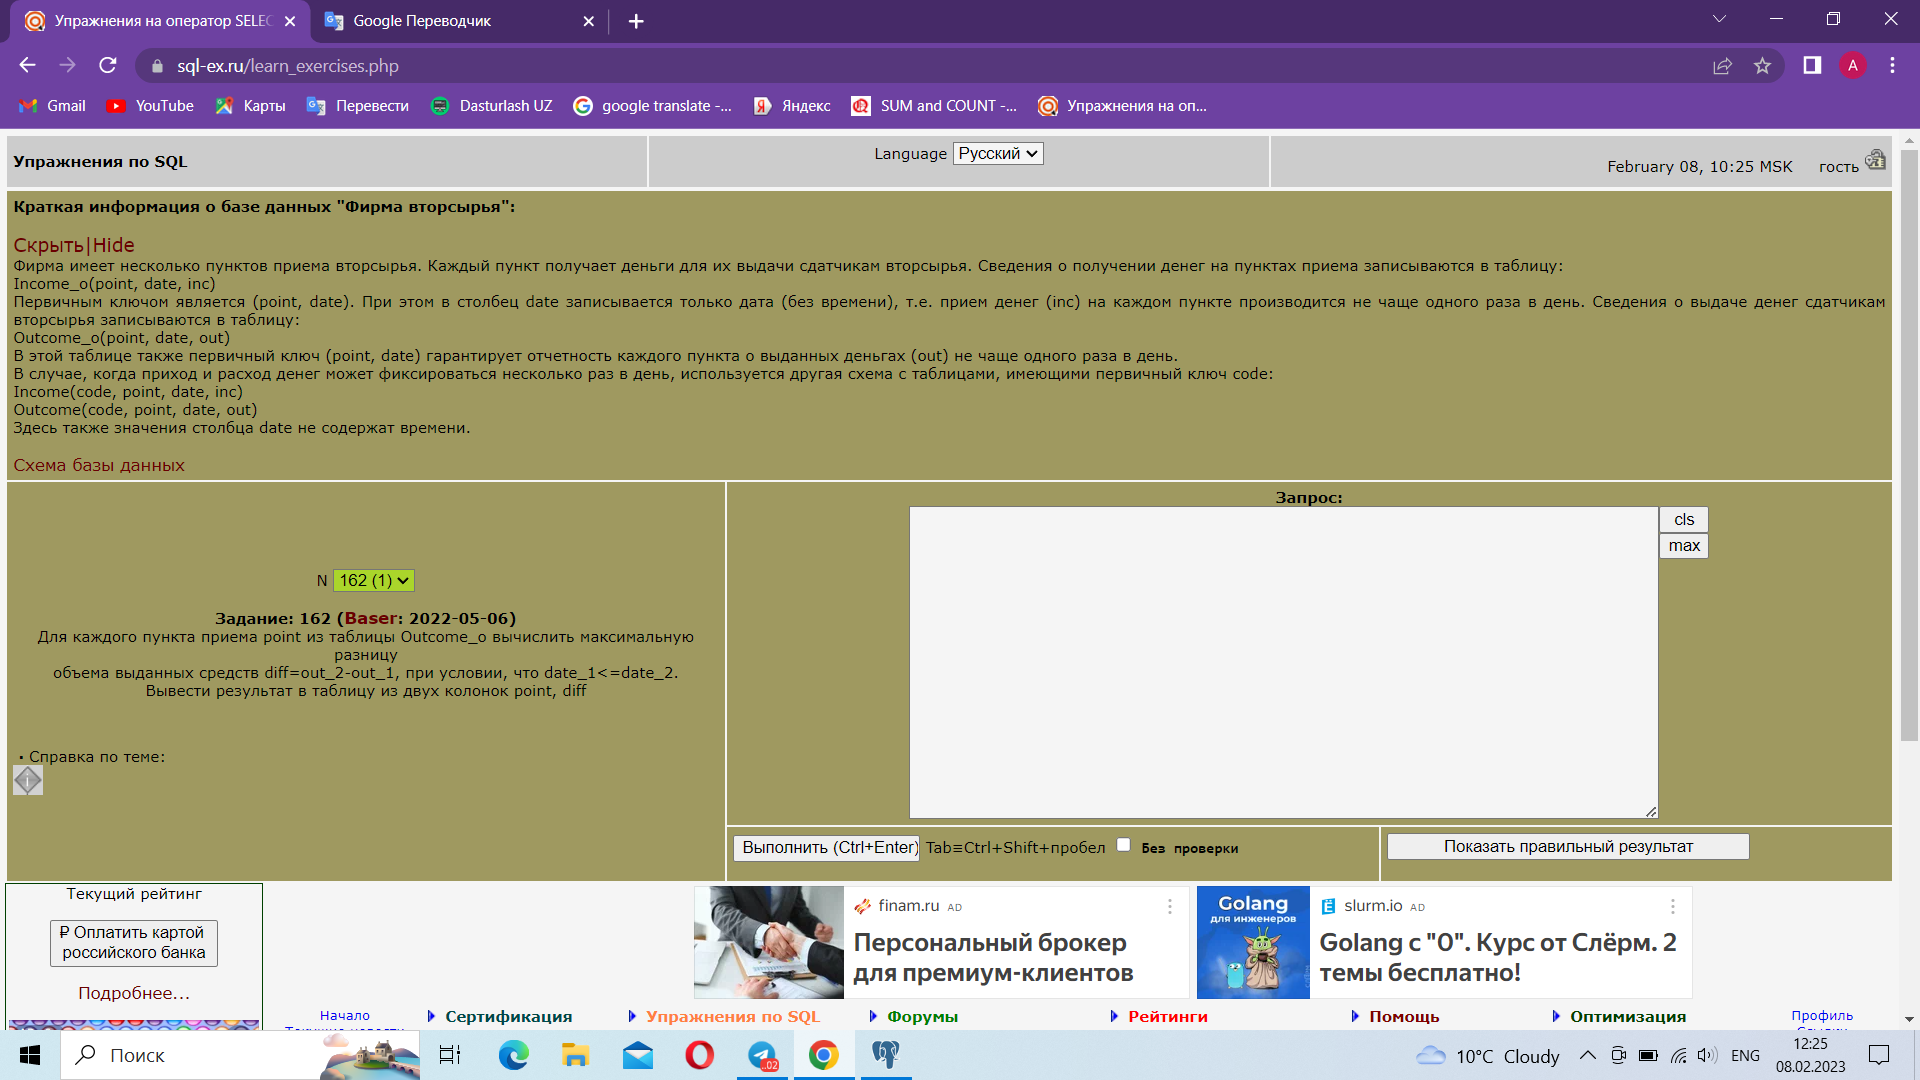 Упражнения на оператор SELEC
Google Переводчик
sql-ex.ru/learn_exercises.php
A
Gmail
YouTube
Карты
Перевести
Dasturlash UZ
google translate -...
Яндекс
SUM and COUNT -...
Упражнения на оп...
Упражнения по SQL
Language Русский
February 08, 10:25 MSK гость
Краткая информация о базе данных "Фирма вторсырья":
Скрыть|Hide
Фирма имеет несколько пунктов приема вторсырья. Каждый пункт получает деньги для их выдачи сдатчикам вторсырья. Сведения о получении денег на пунктах приема записываются в таблицу:
Income_o(point, date, inc)
Первичным ключом является (point, date). При этом в столбец date записывается только дата (без времени), т.е. прием денег (inc) на каждом пункте производится не чаще одного раза в день. Сведения о выдаче денег сдатчикам
вторсырья записываются в таблицу:
Outcome_o(point, date, out)
В этой таблице также первичный ключ (point, date) гарантирует отчетность каждого пункта о выданных деньгах (out) не чаще одного раза в день.
В случае, когда приход и расход денег может фиксироваться несколько раз в день, используется другая схема с таблицами, имеющими первичный ключ code:
Income(code, point, date, inc)
Outcome(code, point, date, out)
Здесь также значения столбца date не содержат времени.
Схема базы данных
N 162 (1)
Задание: 162 (Baser: 2022-05-06)
Для каждого пункта приема point из таблицы Outcome_o вычислить максимальную
разницу
объема выданных средств diff=out_2-out_1, при условии, что date_1<=date_2.
Вывести результат в таблицу из двух колонок point, diff
• Справка по теме:
Запрос:
cls
max
Выполнить (Ctrl+Enter) Tab≡Ctrl+Shift+пробел Без проверки
Показать правильный результат
Текущий рейтинг
₽ Оплатить картой
российского банка
Подробнее...
finam.ru AD
Персональный брокер
для премиум-клиентов
Golang
для инженеров
slurm.io AD
Golang с "0". Курс от Слёрм. 2
темы бесплатно!
Начало
Сертификация
Упражнения по SQL
Форумы
Рейтинги
Помощь
Оптимизация
Профиль
Поиск
..02
10°C Cloudy
ENG
12:25
08.02.2023